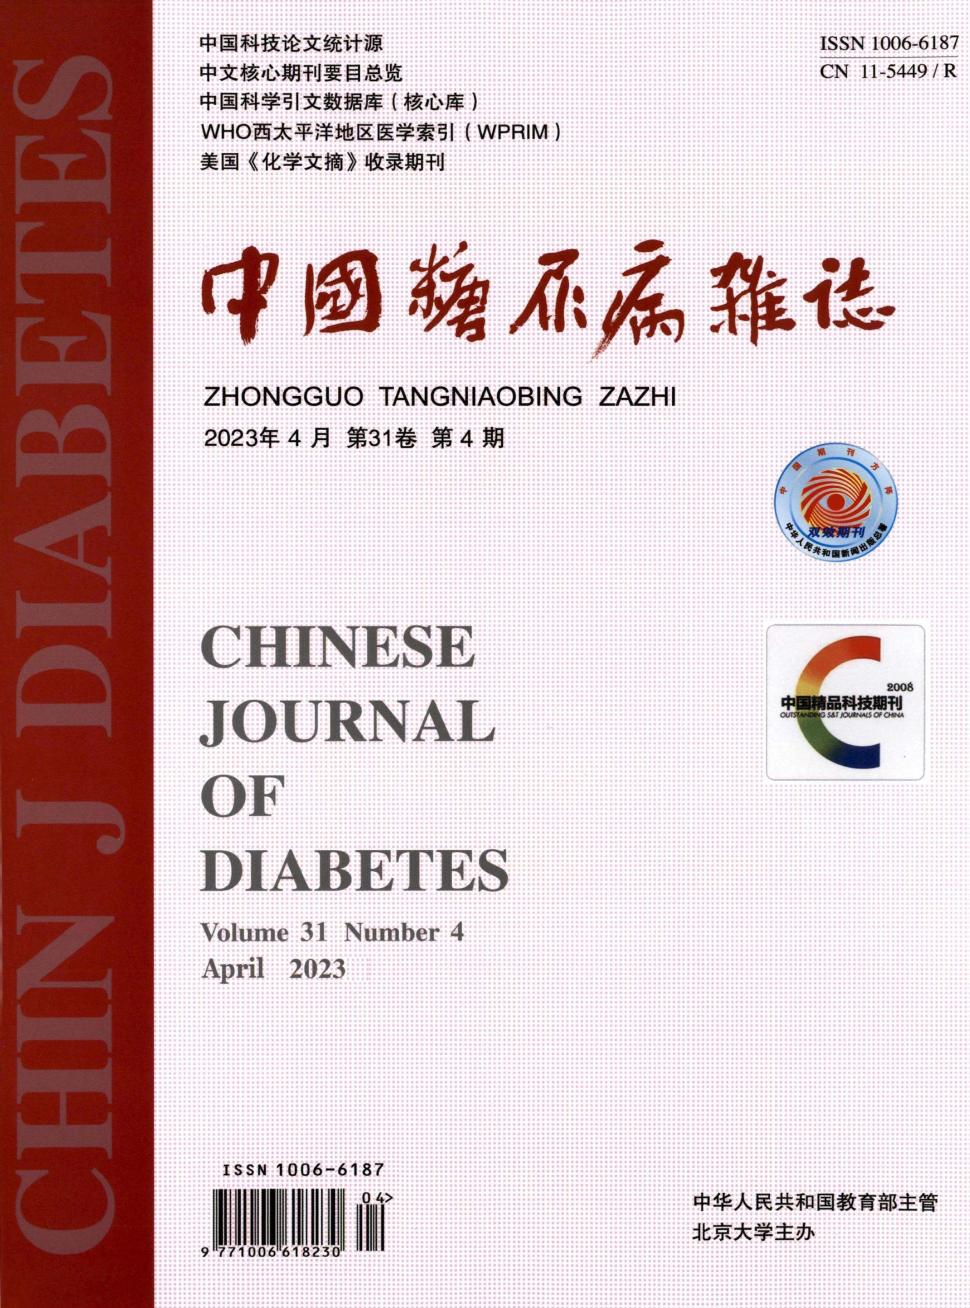 CHIN J DIABETES
中国科技论文统计源
中文核心期刊要目总览
中国科学引文数据库（核心库）
WHO西太平洋地区医学索引（WPRIM）
美国《化学文摘》收录期刊
ISSN 1006-6187
CN 11-5449 / R
中國糖尿病雜誌
ZHONGGUO TANGNIAOBING ZAZHI
2023年 4 月 第31卷 第 4 期
中国期刊方阵
双效期刊
中华人民共和国新闻出版总署
CHINESE
JOURNAL
OF
DIABETES
2008
中国精品科技期刊
OUTSTANDING S&T JOURNALS OF CHINA
Volume 31 Number 4
April 2023
ISSN 1006-6187
04>
9 771006 618230
中华人民共和国教育部主管
北京大学主办